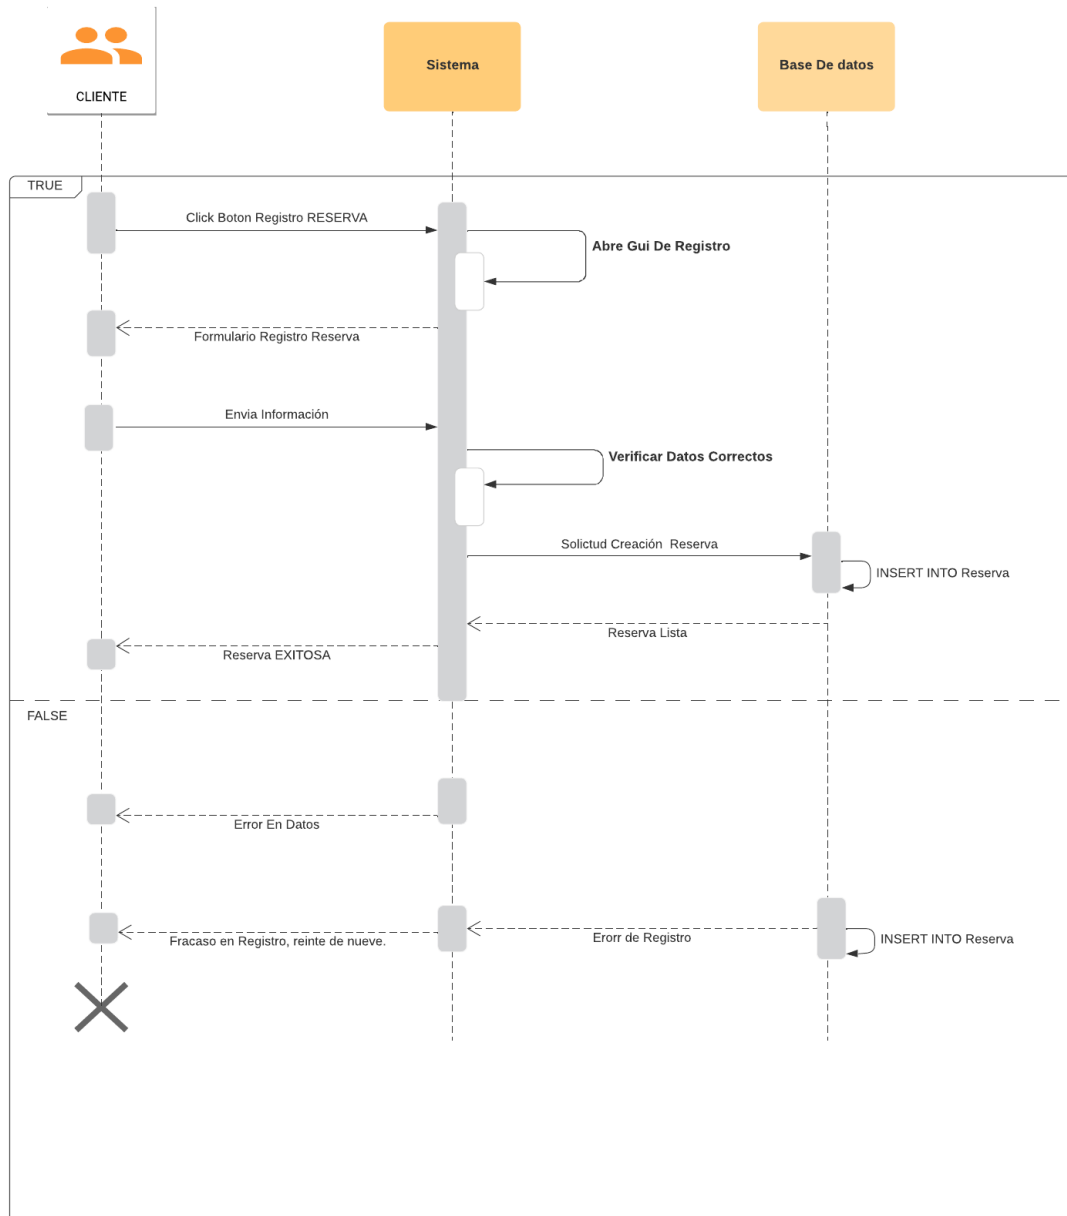 CLIENTE
Sistema
Base De datos
TRUE
Click Boton Registro RESERVA
Abre Gui De Registro
Formulario Registro Reserva
Envia Información
Verificar Datos Correctos
Solictud Creación  Reserva
INSERT INTO Reserva
Reserva Lista
Reserva EXITOSA
FALSE
Error En Datos
Fracaso en Registro, reinte de nueve.
Erorr de Registro
INSERT INTO Reserva